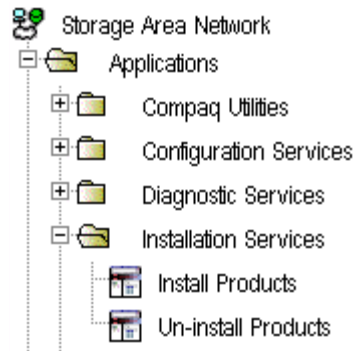 Storage Area Network
Applications
Compaq Utilities
Configuration Services
Diagnostic Services
Installation Services
Install Products
Un-install Products